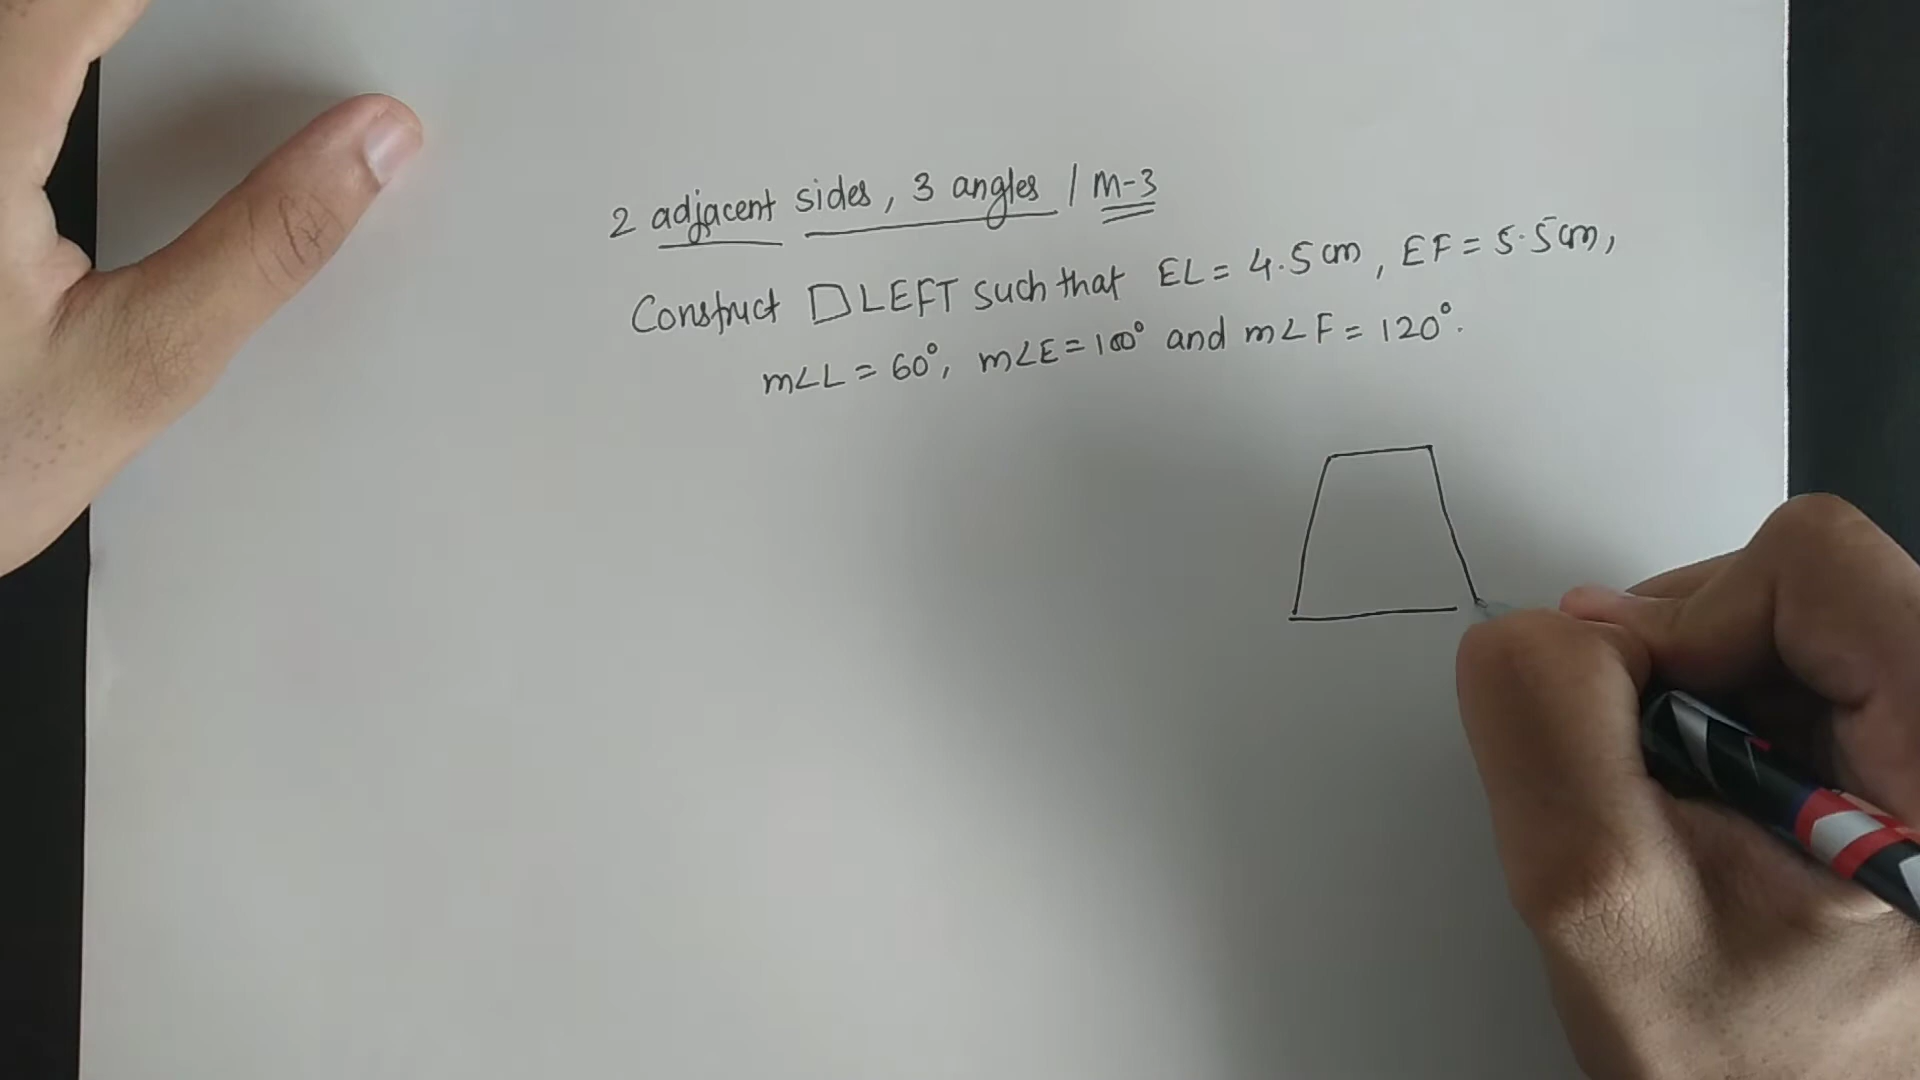 2 adjacent sides, 3 angles / M-3
Construct □LEFT such that EL = 4.5 cm, EF = 5.5 cm,
m∠L = 60°, m∠E = 100° and m∠F = 120°.